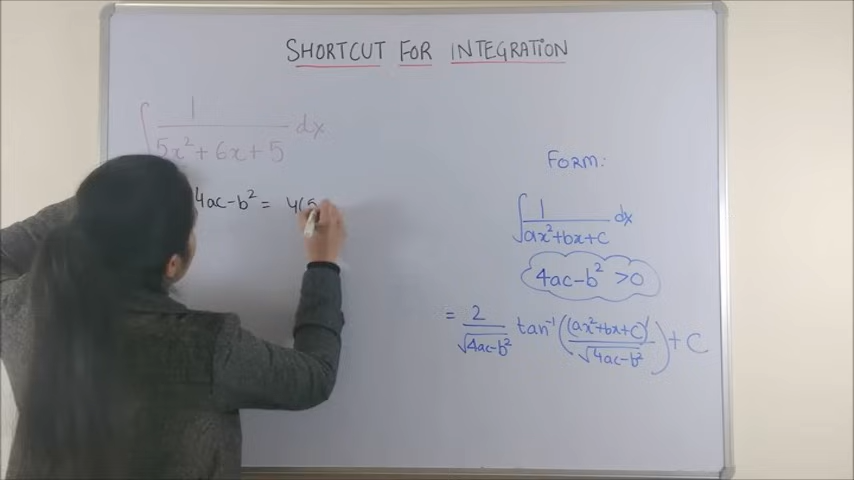 SHORTCUT FOR INTEGRATION
∫ 1/(5x² + 6x + 5) dx
4ac-b² = 4(5
FORM:
∫ 1/(ax²+bx+c) dx
4ac-b² >0
= 2/√(4ac-b²) tan⁻¹((ax²+bx+c)'/√(4ac-b²)) + C